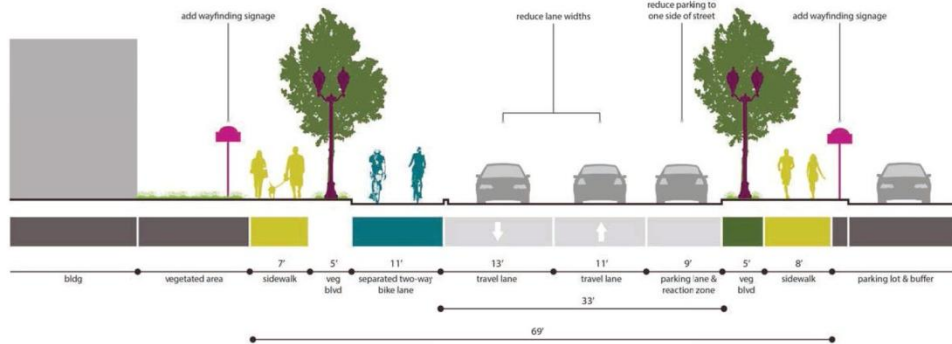 add wayfinding signage
reduce lane widths
reduce parking to
one side of street
add wayfinding signage
7'
5'
11'
13'
11'
9'
5'
8'
bldg
vegetated area
sidewalk
veg
blvd
separated two-way
bike lane
travel lane
travel lane
parking lane &
reaction zone
veg
blvd
sidewalk
parking lot & buffer
33'
69'